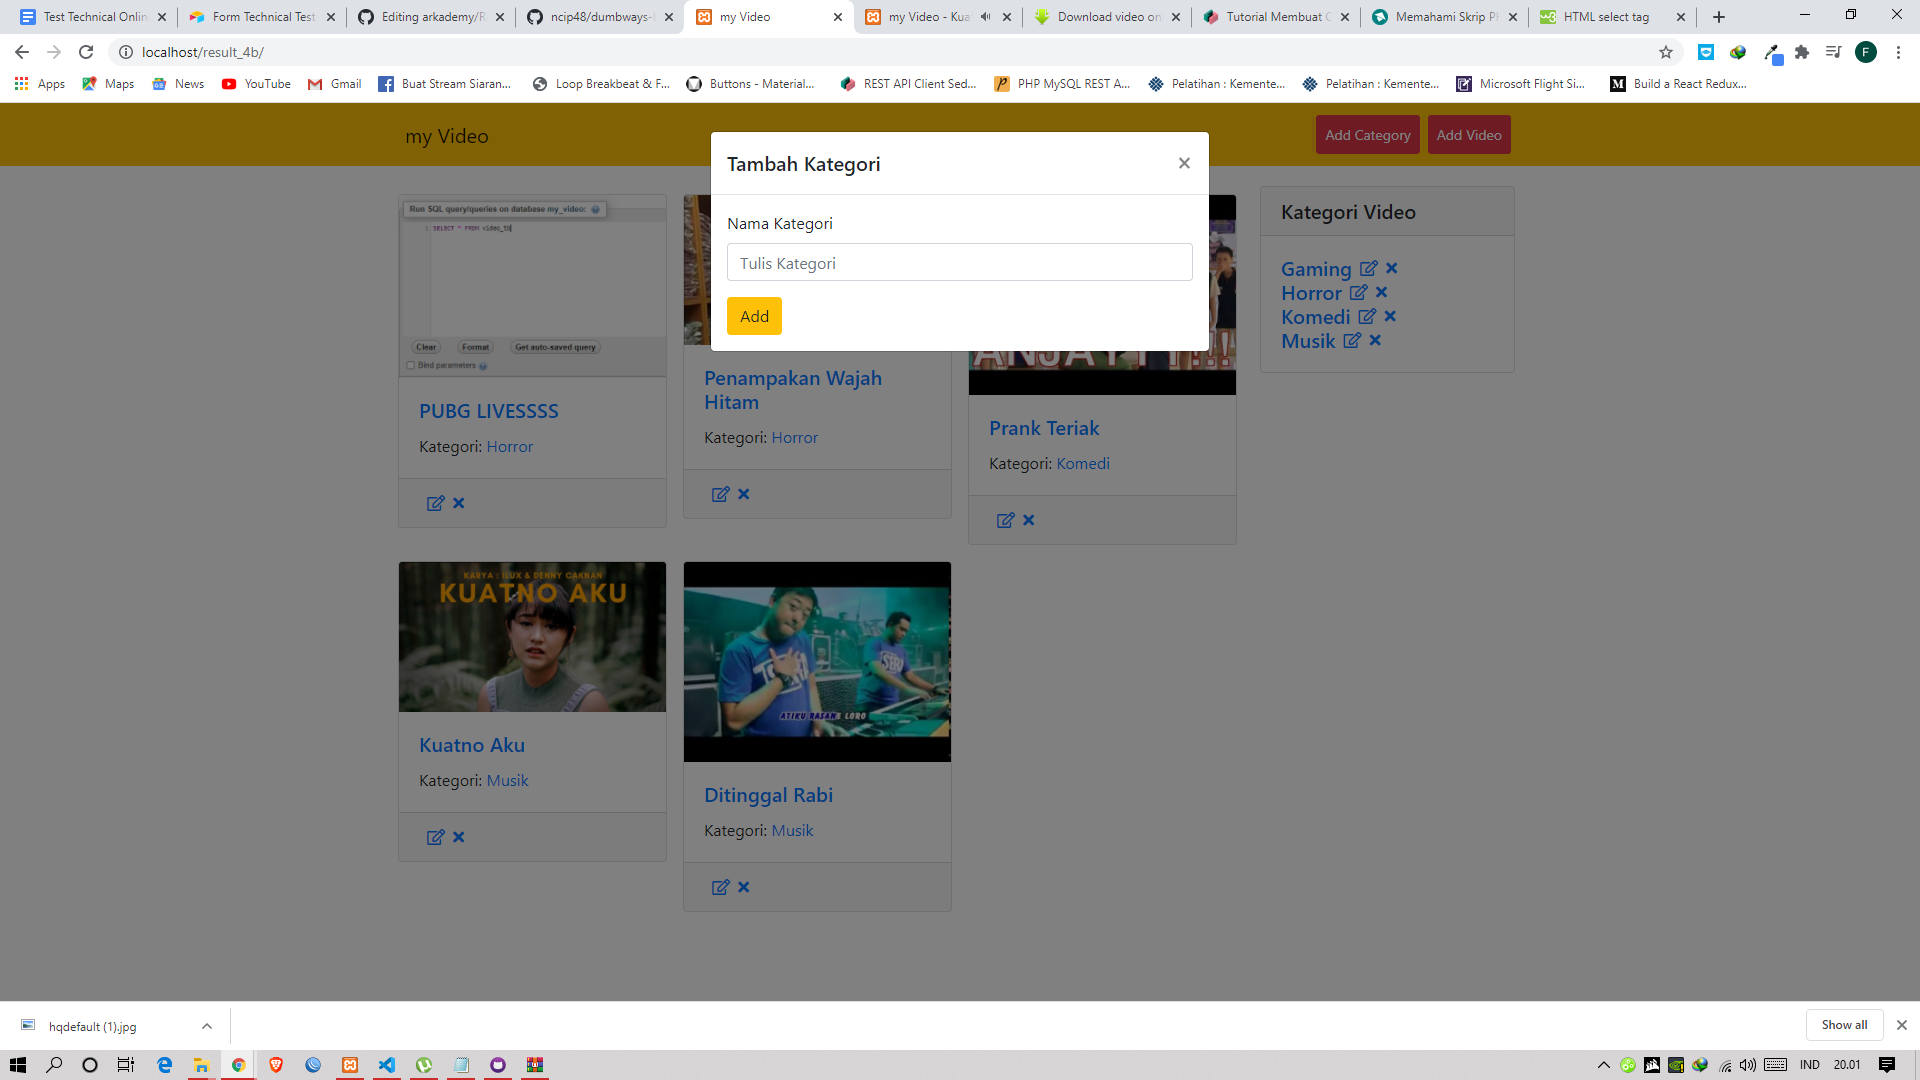 Test Technical Onlin
Form Technical Test
Editing arkademy/R
ncip48/dumbways-
my Video
my Video - Kua
Download video on
Tutorial Membuat C
Memahami Skrip P
HTML select tag
localhost/result_4b/
F
Apps
Maps
News
YouTube
Gmail
Buat Stream Siaran...
Loop Breakbeat & F...
Buttons - Material...
REST API Client Sed...
PHP MySQL REST A...
Pelatihan : Kemente...
Pelatihan : Kemente...
Microsoft Flight Si...
Build a React Redux...
my Video
Add Category
Add Video
Tambah Kategori
×
Nama Kategori
Tulis Kategori
Add
Run SQL query/queries on database my_video:
1 SELECT * FROM video_tb
Clear
Format
Get auto-saved query
Bind parameters
PUBG LIVESSSS
Kategori: Horror
Penampakan Wajah
Hitam
Kategori: Horror
Prank Teriak
Kategori: Komedi
Kategori Video
Gaming
Horror
Komedi
Musik
KARYA : ILUX & DENNY CAKNAN
KUATNO AKU
Kuatno Aku
Kategori: Musik
ATIKU RASANE LORO
Ditinggal Rabi
Kategori: Musik
hqdefault (1).jpg
Show all
IND
20.01